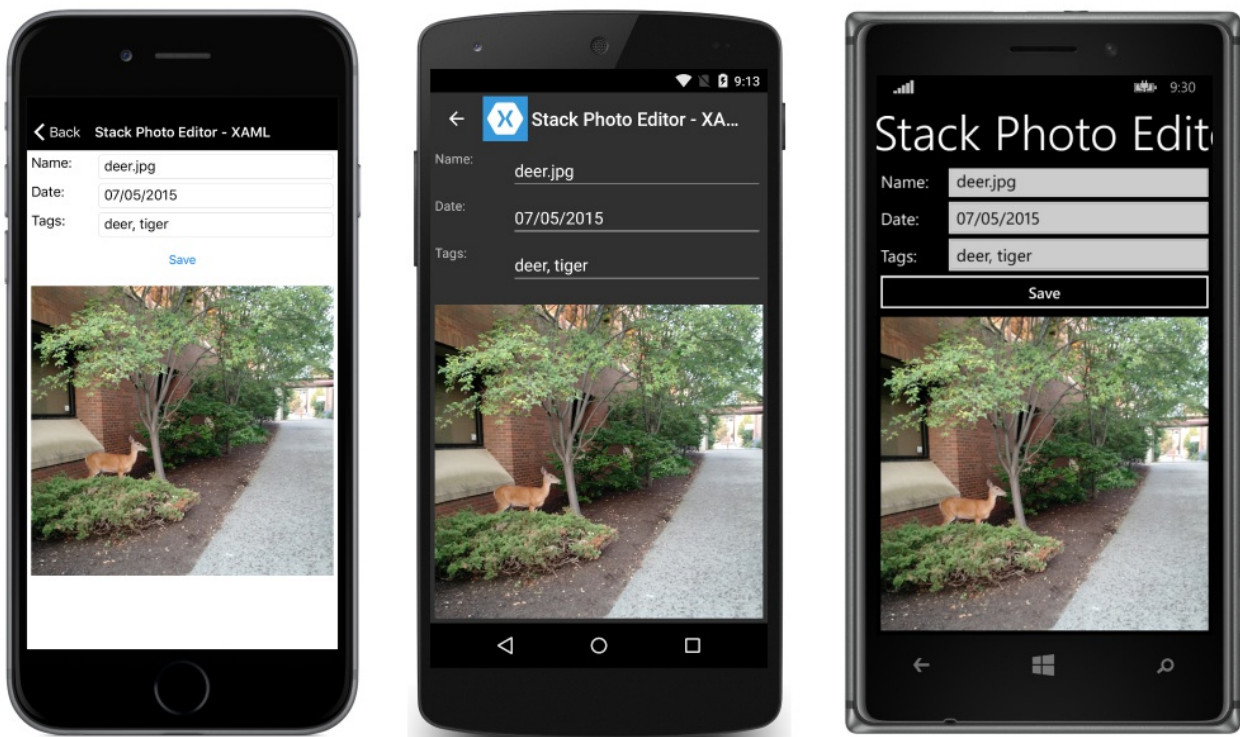 Back Stack Photo Editor - XAML
Name: deer.jpg
Date: 07/05/2015
Tags: deer, tiger
Save
9:13
Stack Photo Editor - XA...
Name: deer.jpg
Date: 07/05/2015
Tags: deer, tiger
9:30
Stack Photo Edit
Name: deer.jpg
Date: 07/05/2015
Tags: deer, tiger
Save